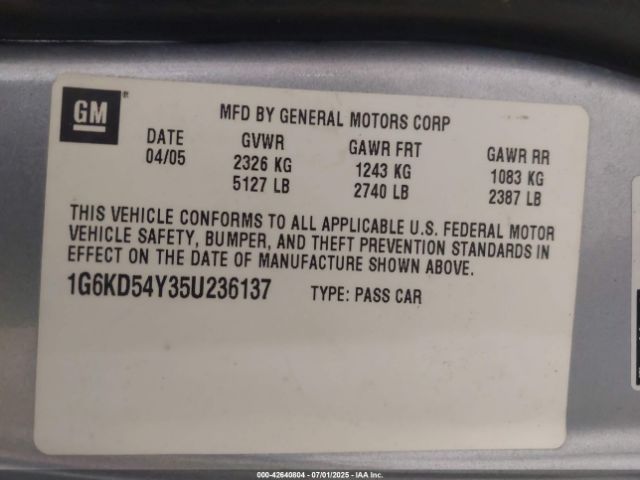 GM®
MFD BY GENERAL MOTORS CORP
DATE GVWR GAWR FRT GAWR RR
04/05 2326 KG 1243 KG 1083 KG
5127 LB 2740 LB 2387 LB
THIS VEHICLE CONFORMS TO ALL APPLICABLE U.S. FEDERAL MOTOR
VEHICLE SAFETY, BUMPER, AND THEFT PREVENTION STANDARDS IN
EFFECT ON THE DATE OF MANUFACTURE SHOWN ABOVE.
1G6KD54Y35U236137 TYPE: PASS CAR
000-42640804 | 07/01/2025 - IAA Inc.